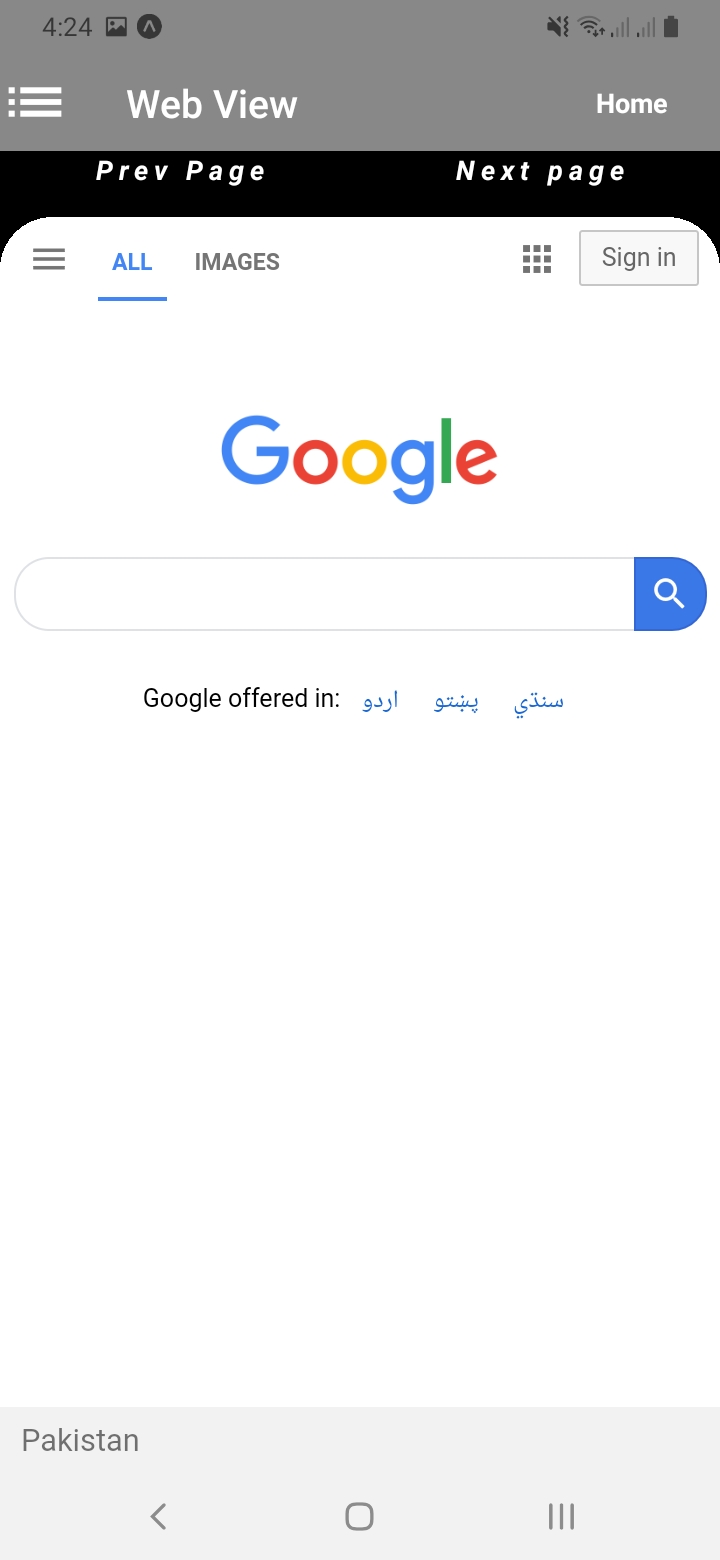 4:24
Web View Home
Prev Page Next page
ALL IMAGES Sign in
Google
Google offered in: اردو پښتو سنڌي
Pakistan